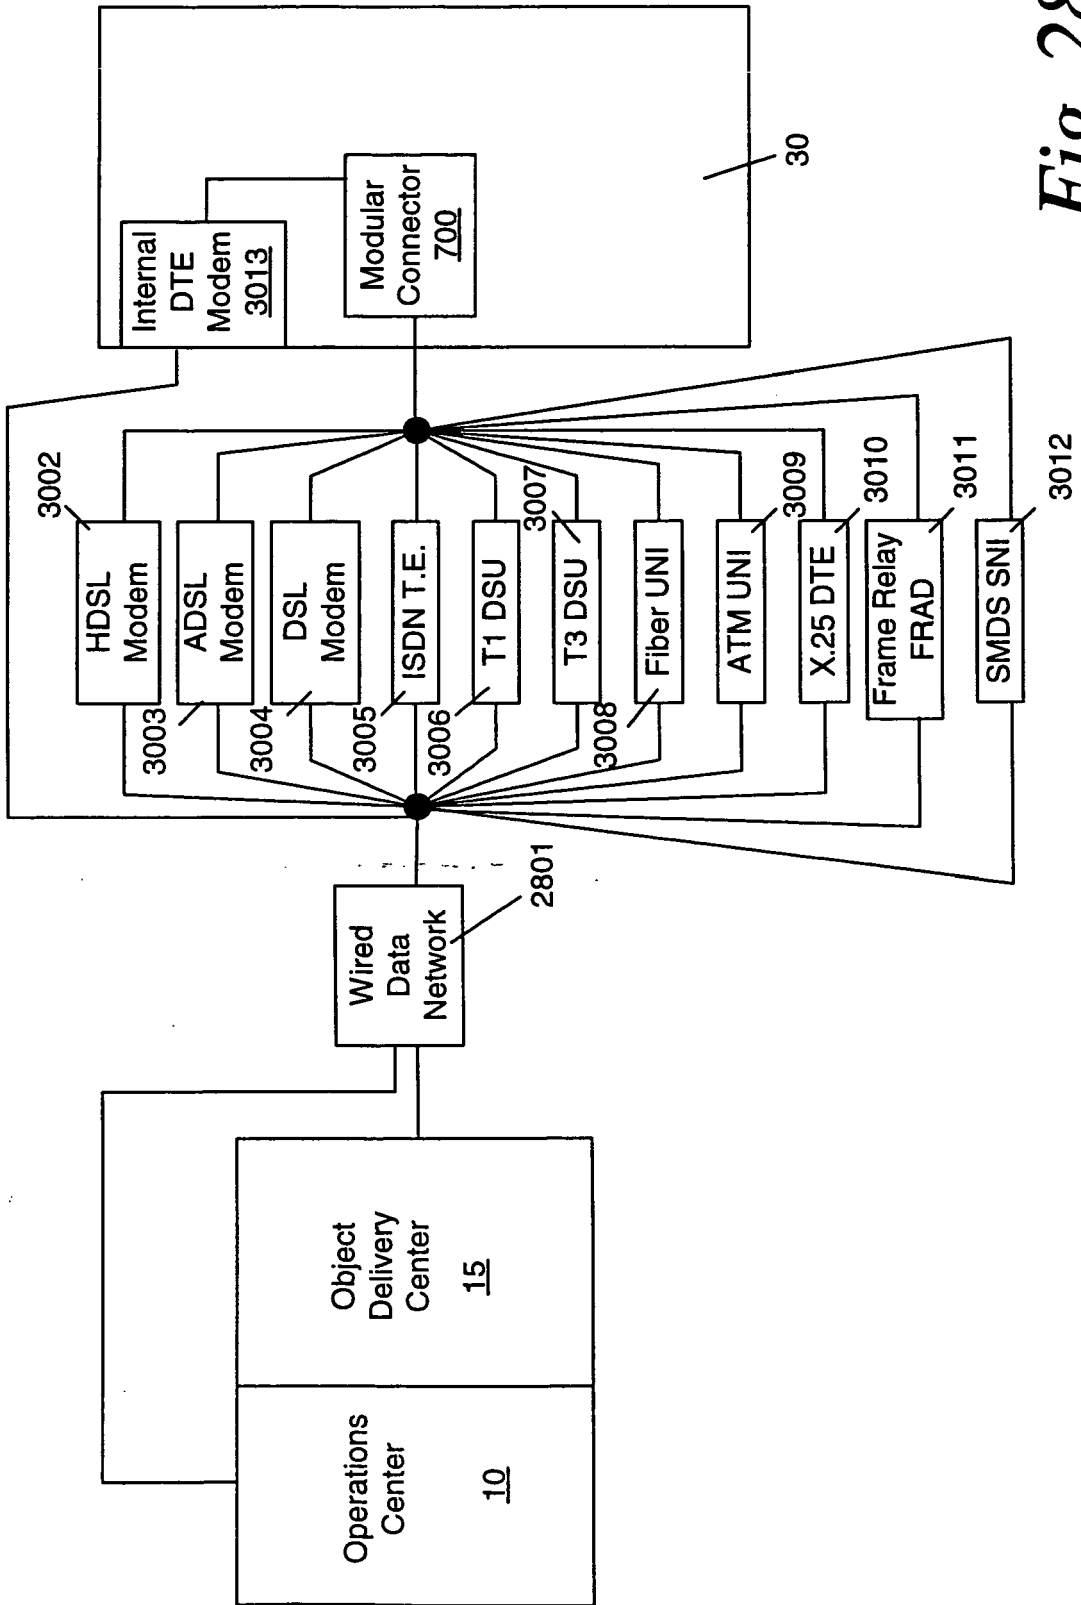 Operations
Center
10
Object
Delivery
Center
15
Wired
Data
Network
2801
HDSL
Modem
3002
ADSL
Modem
3003
DSL
Modem
3004
ISDN T.E.
3005
T1 DSU
3006
T3 DSU
3007
Fiber UNI
3008
ATM UNI
3009
X.25 DTE
3010
Frame Relay
FRAD
3011
SMDS SNI
3012
Internal
DTE
Modem
3013
Modular
Connector
700
30
Fig. 28